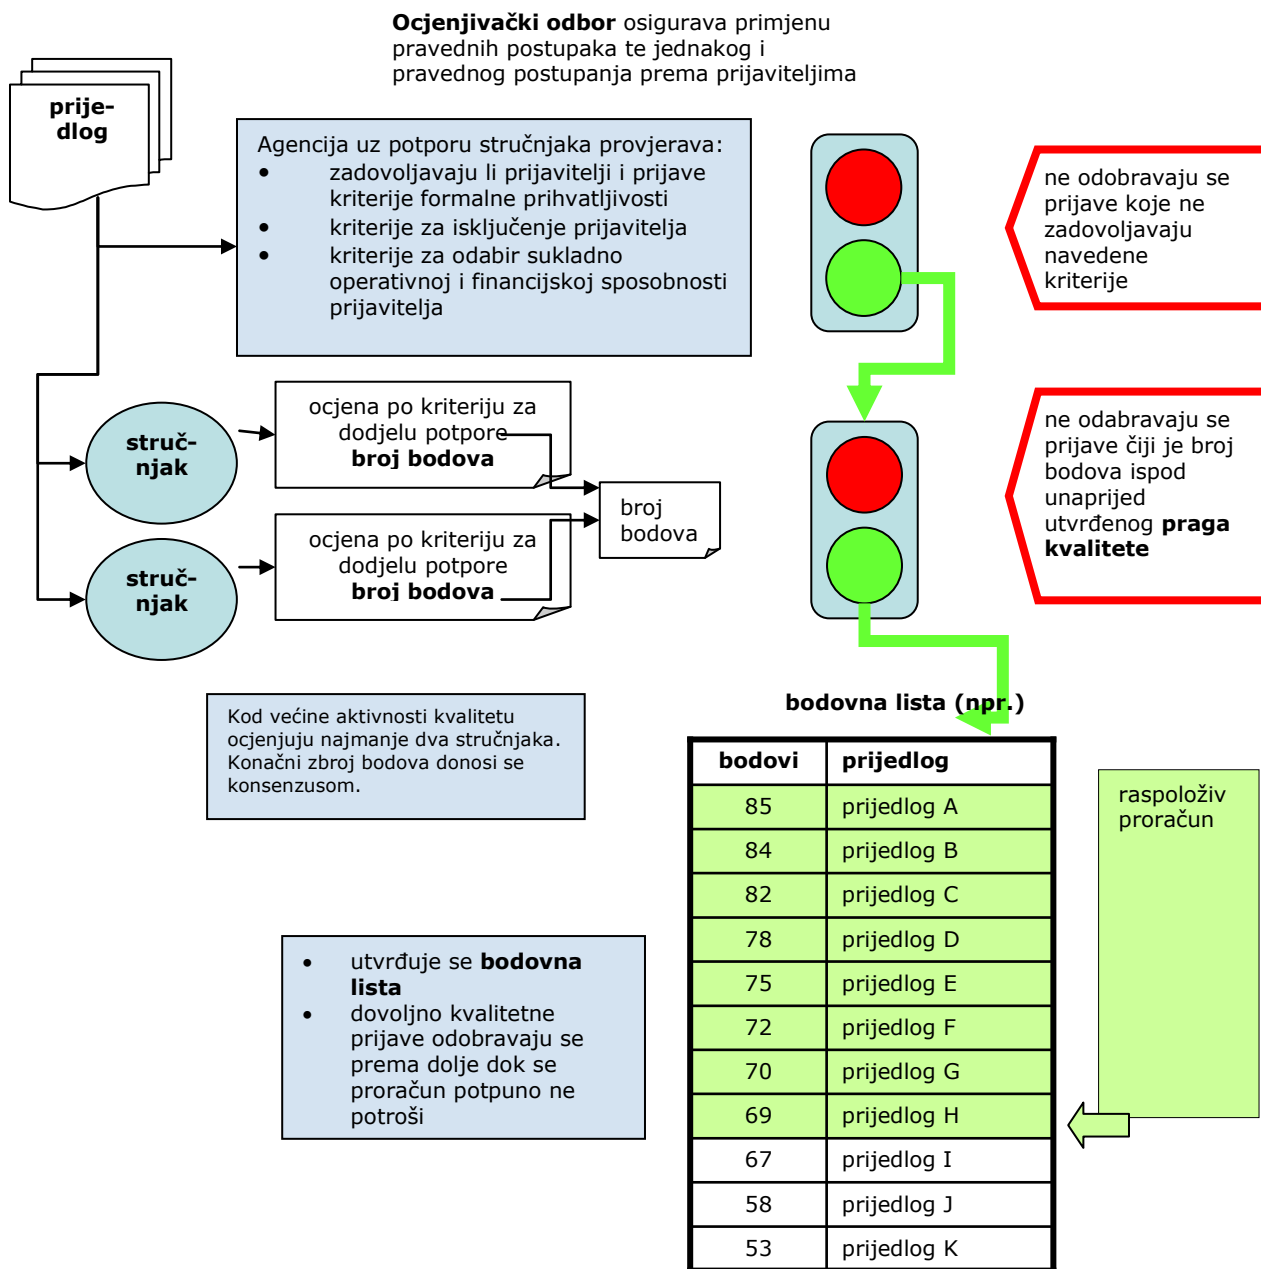 Ocjenjivački odbor osigurava primjenu
pravednih postupaka te jednakog i
pravednog postupanja prema prijaviteljima
prije-
dlog
Agencija uz potporu stručnjaka provjerava:
• zadovoljavaju li prijavitelji i prijave
kriterije formalne prihvatljivosti
• kriterije za isključenje prijavitelja
• kriterije za odabir sukladno
operativnoj i financijskoj sposobnosti
prijavitelja
ne odobravaju se
prijave koje ne
zadovoljavaju
navedene
kriterije
struč-
njak
ocjena po kriteriju za
dodjelu potpore
broj bodova
struč-
njak
ocjena po kriteriju za
dodjelu potpore
broj bodova
broj
bodova
ne odabravaju se
prijave čiji je broj
bodova ispod
unaprijed
utvrđenog praga
kvalitete
Kod većine aktivnosti kvalitetu
ocjenjuju najmanje dva stručnjaka.
Konačni zbroj bodova donosi se
konsenzusom.
bodovna lista (npr.)
bodovi prijedlog
85 prijedlog A
84 prijedlog B
82 prijedlog C
78 prijedlog D
75 prijedlog E
72 prijedlog F
70 prijedlog G
69 prijedlog H
67 prijedlog I
58 prijedlog J
53 prijedlog K
raspoloživ
proračun
• utvrđuje se bodovna
lista
• dovoljno kvalitetne
prijave odobravaju se
prema dolje dok se
proračun potpuno ne
potroši